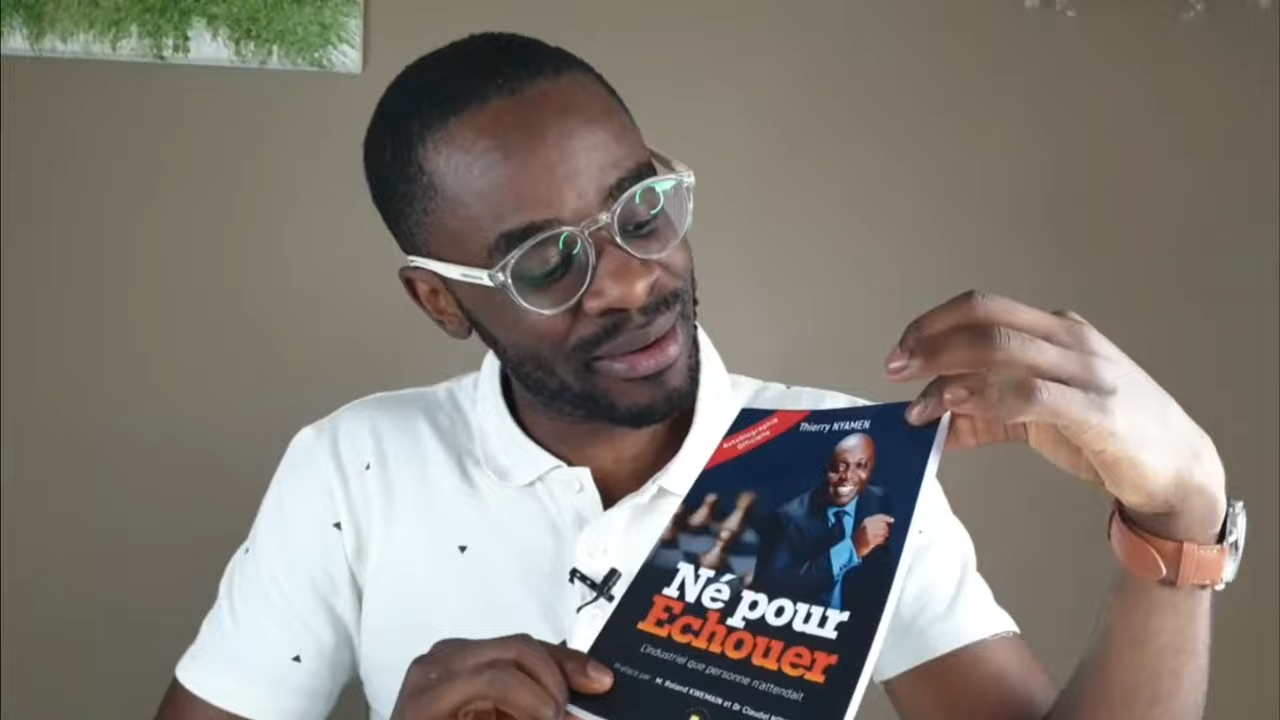 Autobiographie
Officielle
Thierry NYAMEN
Né pour
Echouer
L'industriel que personne n'attendait
Préface par M. Roland KWEMAIN et Dr Claudel